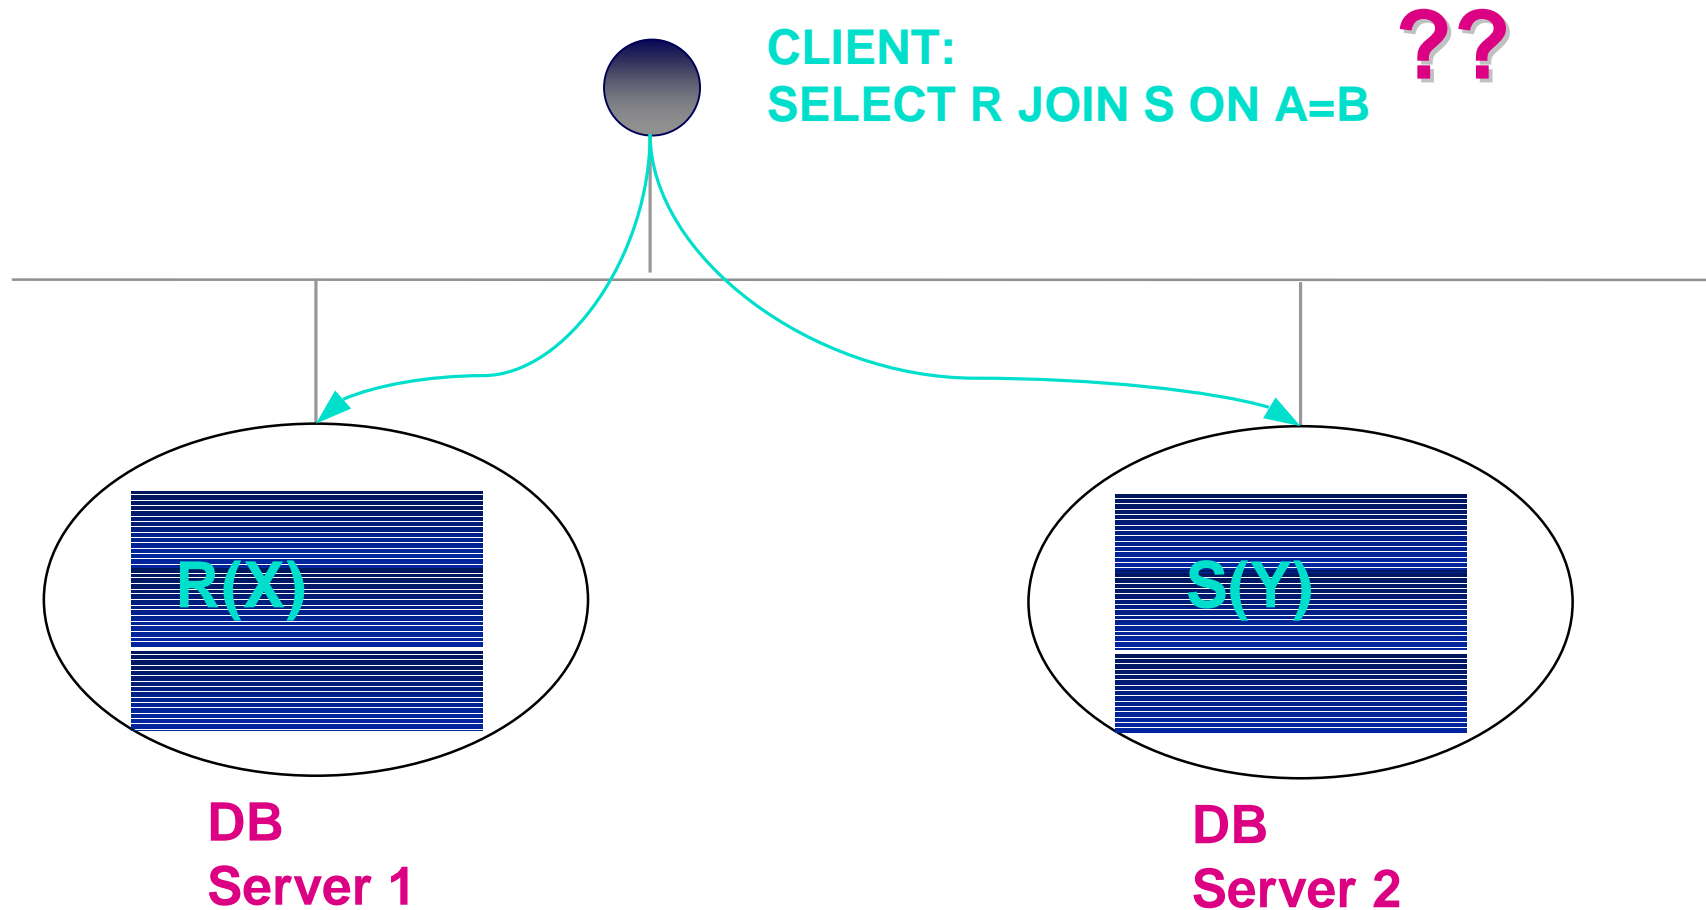 CLIENT:
SELECT R JOIN S ON A=B
??
R(X)
S(Y)
DB
Server 1
DB
Server 2